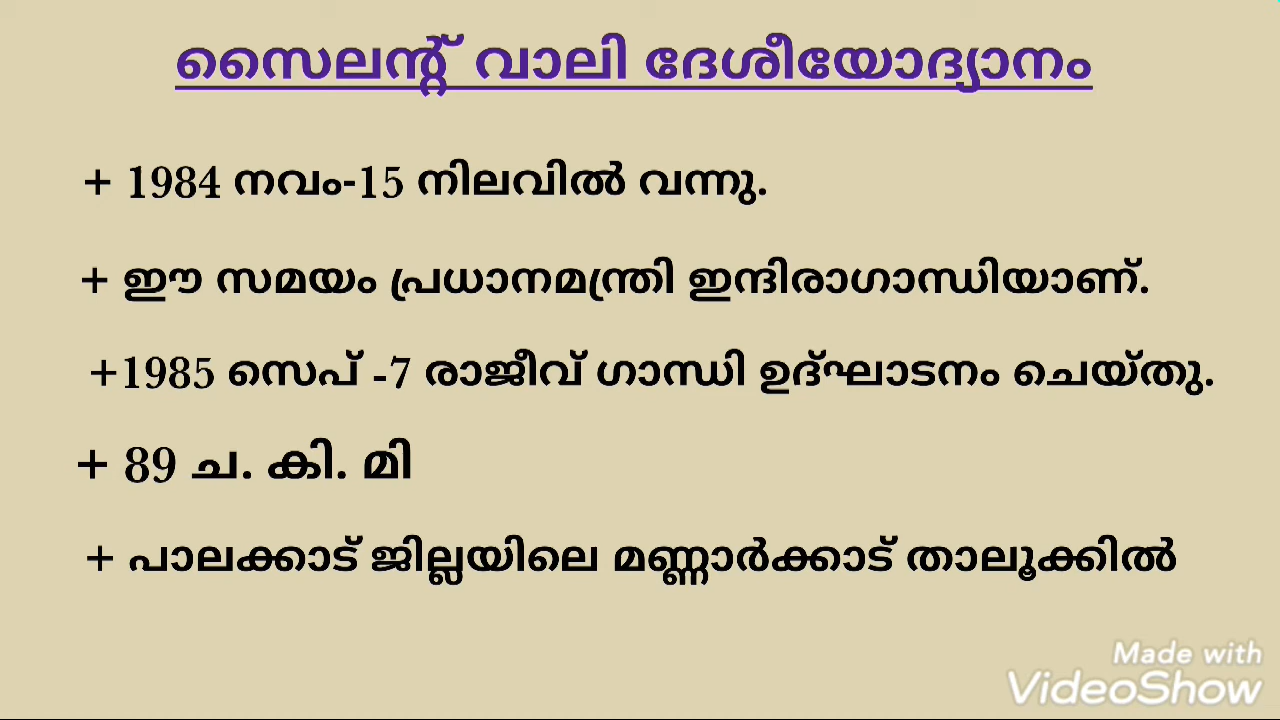 സൈലന്റ് വാലി ദേശീയോദ്യാനം
+ 1984 നവം-15 നിലവിൽ വന്നു.
+ ഈ സമയം പ്രധാനമന്ത്രി ഇന്ദിരാഗാന്ധിയാണ്.
+1985 സെപ് -7 രാജീവ് ഗാന്ധി ഉദ്ഘാടനം ചെയ്തു.
+ 89 ച. കി. മി
+ പാലക്കാട് ജില്ലയിലെ മണ്ണാർക്കാട് താലൂക്കിൽ
Made with
VideoShow